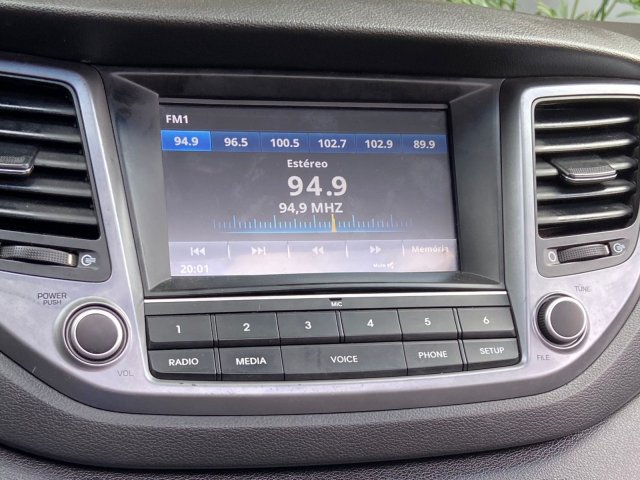 FM1
94.9 96.5 100.5 102.7 102.9 89.9
Estéreo
94.9
94,9 MHZ
Memória
20:01
MIC
POWER
PUSH
VOL
1 2 3 4 5 6
RADIO MEDIA VOICE PHONE SETUP
TUNE
FILE